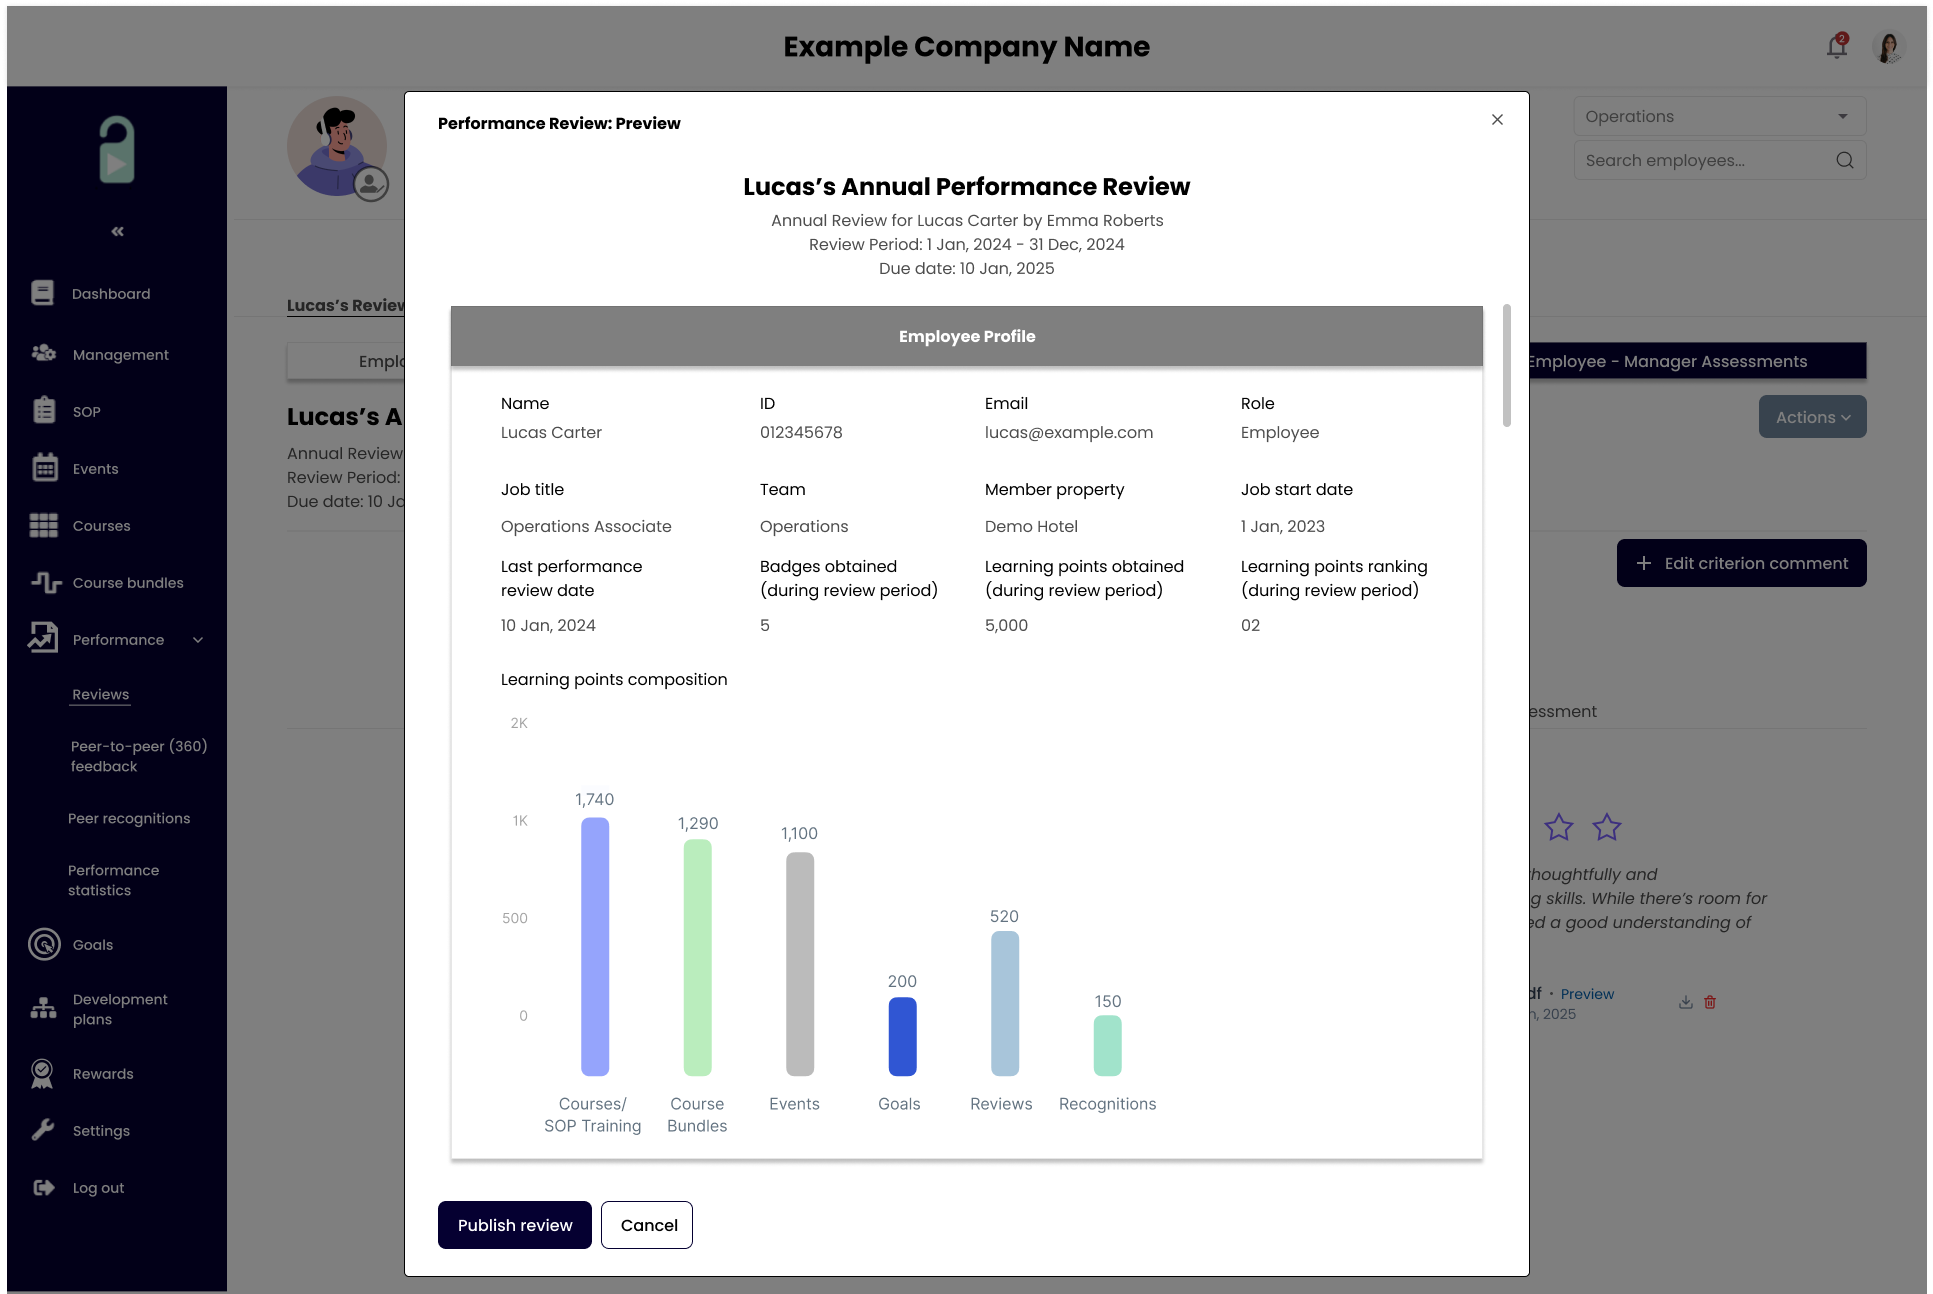 Example Company Name
2
Dashboard
Management
SOP
Events
Courses
Course bundles
Performance
Reviews
Peer-to-peer (360)
feedback
Peer recognitions
Performance
statistics
Goals
Development
plans
Rewards
Settings
Log out
Operations
Search employees...
Lucas's Review
Employee - Manager Assessments
Lucas's A
Actions
Annual Review
Review Period:
Due date: 10 Ja
Edit criterion comment
essment
houghtfully and
g skills. While there's room for
ed a good understanding of
df · Preview
n, 2025
Performance Review: Preview
Lucas's Annual Performance Review
Annual Review for Lucas Carter by Emma Roberts
Review Period: 1 Jan, 2024 - 31 Dec, 2024
Due date: 10 Jan, 2025
Employee Profile
Name
Lucas Carter
ID
012345678
Email
lucas@example.com
Role
Employee
Job title
Operations Associate
Team
Operations
Member property
Demo Hotel
Job start date
1 Jan, 2023
Last performance
review date
10 Jan, 2024
Badges obtained
(during review period)
5
Learning points obtained
(during review period)
5,000
Learning points ranking
(during review period)
02
Learning points composition
2K
1K
500
0
1,740
1,290
1,100
200
520
150
Courses/
SOP Training
Course
Bundles
Events
Goals
Reviews
Recognitions
Publish review
Cancel